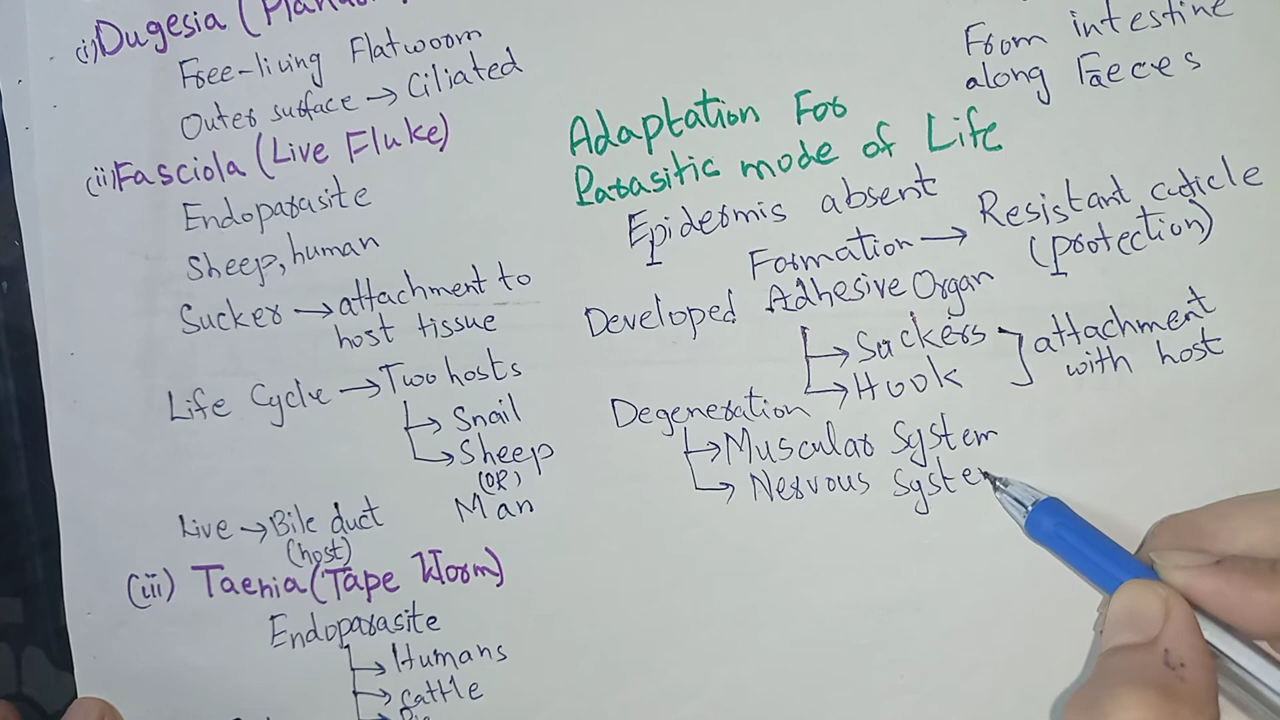 (i) Dugesia (
Free-living Flatworm
Outer surface → Ciliated
(ii) Fasciola (Live Fluke)
Endoparasite
Sheep, human
Sucker → attachment to
host tissue
Life Cycle → Two hosts
→ Snail
→ Sheep
(OR)
Man
Live → Bile duct
(host)
(iii) Taenia (Tape Worm)
Endoparasite
→ Humans
→ Cattle
From intestine
along Faeces
Adaptation For
Parasitic mode of Life
Epidermis absent
Formation → Resistant cuticle
(protection)
Developed Adhesive Organ
→ Suckers
→ Hook
attachment
with host
Degeneration
→ Muscular System
→ Nervous System